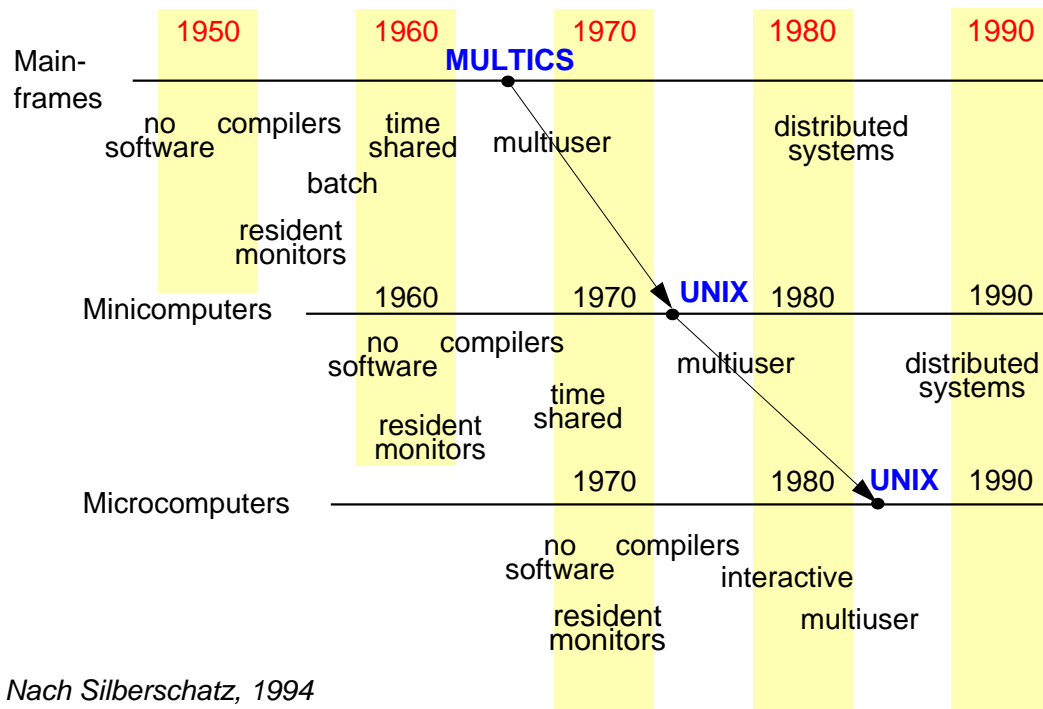 1950 1960 1970 1980 1990
MULTICS
Main-
frames
no compilers time distributed
software shared multiuser systems
batch
resident
monitors
1960 1970 UNIX 1980 1990
Minicomputers
no compilers multiuser distributed
software systems
time
shared
resident
monitors
1970 1980 UNIX 1990
Microcomputers
no compilers
software interactive
resident multiuser
monitors
Nach Silberschatz, 1994